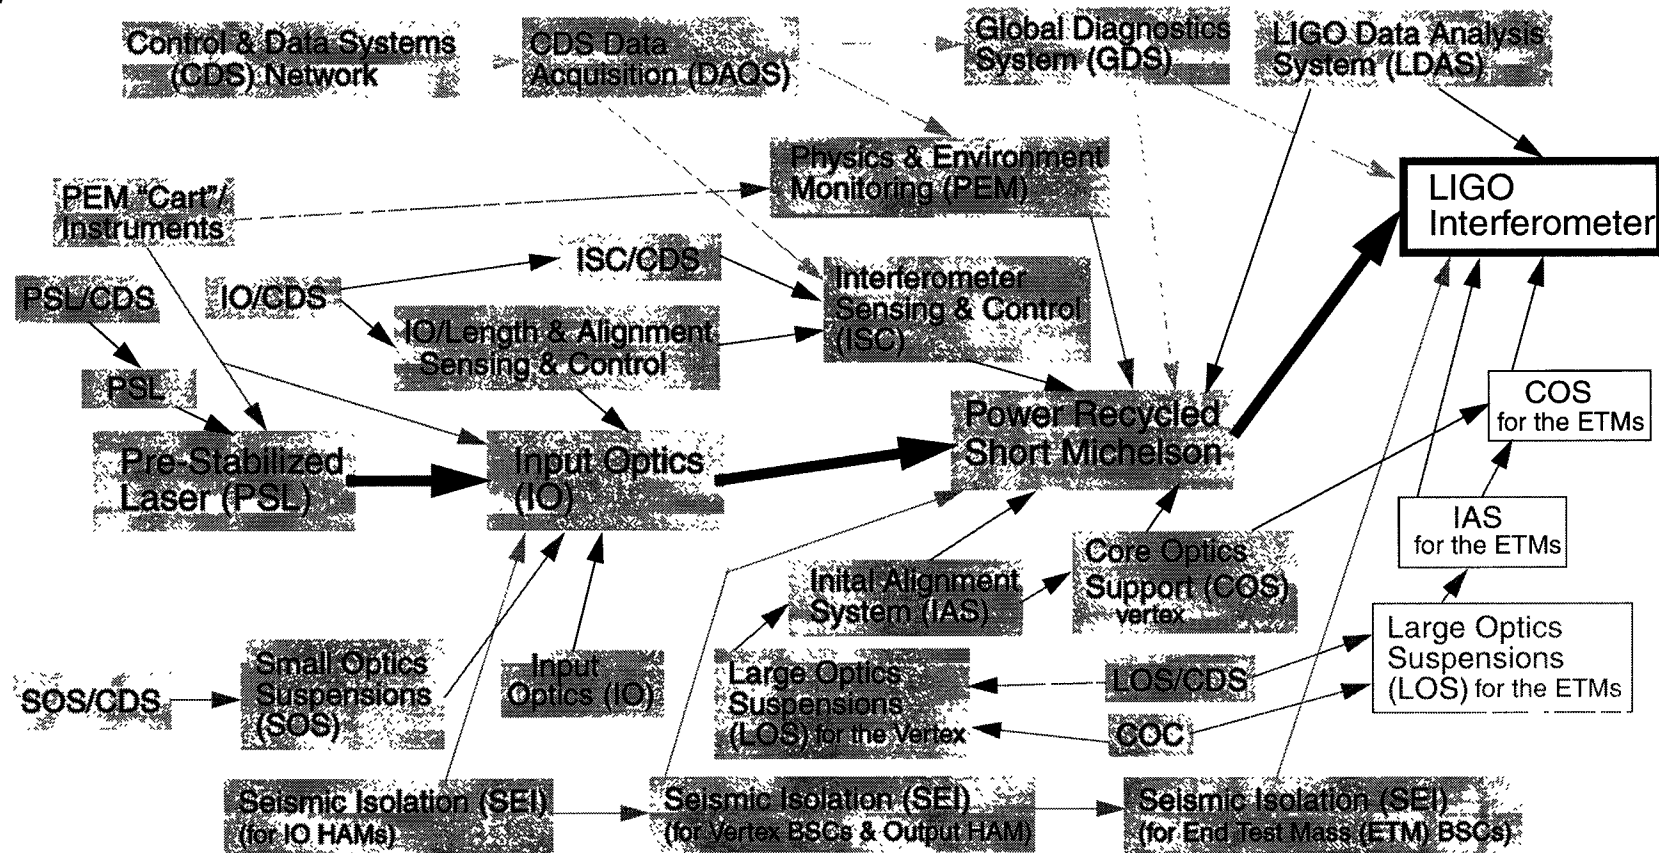 Control & Data Systems
(CDS) Network
CDS Data
Acquisition (DAQS)
Global Diagnostics
System (GDS)
LIGO Data Analysis
System (LDAS)
Physics & Environment
Monitoring (PEM)
PEM "Cart"/
Instruments
LIGO
Interferometer
ISC/CDS
PSL/CDS
IO/CDS
Interferometer
Sensing & Control
(ISC)
IO/Length & Alignment
Sensing & Control
PSL
COS
for the ETMs
Power Recycled
Short Michelson
Pre-Stabilized
Laser (PSL)
Input Optics
(IO)
IAS
for the ETMs
Core Optics
Support (COS)
vertex
Inital Alignment
System (IAS)
Large Optics
Suspensions
(LOS) for the ETMs
Small Optics
Suspensions
(SOS)
SOS/CDS
Input
Optics (IO)
Large Optics
Suspensions
(LOS) for the Vertex
LOS/CDS
COC
Seismic Isolation (SEI)
(for IO HAMs)
Seismic Isolation (SEI)
(for Vertex BSCs & Output HAM)
Seismic Isolation (SEI)
(for End Test Mass (ETM) BSCs)